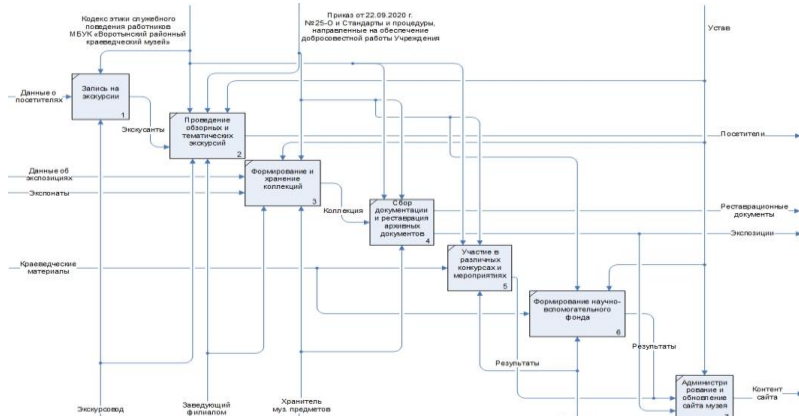 Кодекс этики служебного
поведения работников
МБУК «Воротынский районный
краеведческий музей»
Приказ от 22.09.2020 г.
№25-О и Стандарты и процедуры,
направленные на обеспечение
добросовестной работы Учреждения
Устав
Данные о
посетителях
Запись на
экскурсии
1
Экскусанты
Проведение
обзорных и
тематических
экскурсий
2
Посетители
Данные об
экспозициях
Экспонаты
Формирование и
хранение
коллекций
3
Коллекция
Сбор
документации
и реставрация
архивных
документов
4
Реставрационные
документы
Экспозиции
Краеведческие
материалы
Участие в
различных
конкурсах и
мероприятиях
5
Формирование научно-
вспомогательного
фонда
6
Результаты
Результаты
Администри
рование и
обновление
сайта музея
Контент
сайта
Экскурсовод
Заведующий
филиалом
Хранитель
муз. предметов